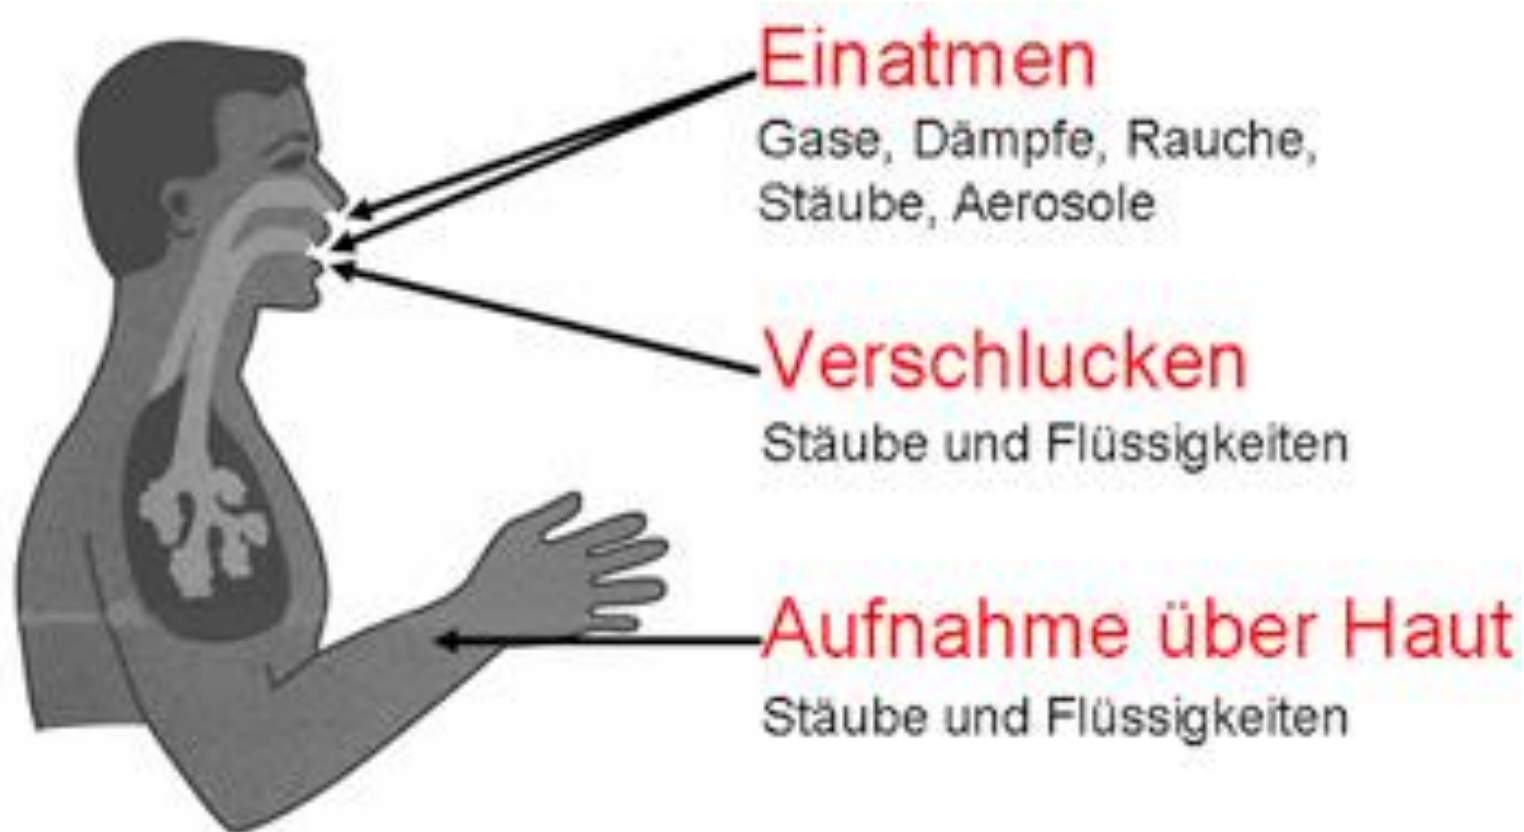 Einatmen
Gase, Dämpfe, Rauche,
Stäube, Aerosole
Verschlucken
Stäube und Flüssigkeiten
Aufnahme über Haut
Stäube und Flüssigkeiten